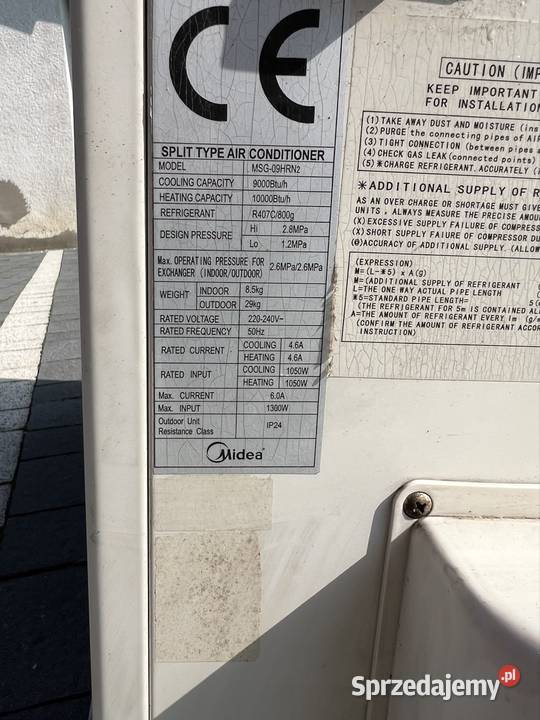 CE
SPLIT TYPE AIR CONDITIONER
MODEL MSG-09HRN2
COOLING CAPACITY 9000Btu/h
HEATING CAPACITY 10000Btu/h
REFRIGERANT R407C/800g
DESIGN PRESSURE Hi 2.8MPa
Lo 1.2MPa
Max. OPERATING PRESSURE FOR
EXCHANGER (INDOOR/OUTDOOR) 2.6MPa/2.6MPa
WEIGHT INDOOR 8.5kg
OUTDOOR 29kg
RATED VOLTAGE 220-240V~
RATED FREQUENCY 50Hz
RATED CURRENT COOLING 4.6A
HEATING 4.6A
RATED INPUT COOLING 1050W
HEATING 1050W
Max. CURRENT 6.0A
Max. INPUT 1300W
Outdoor Unit
Resistance Class IP24
Midea
CAUTION (IMP
KEEP IMPORTANT
FOR INSTALLATION
(1)TAKE AWAY DUST AND MOISTURE (ins
(2)PURGE the connecting pipes of AIR
(3)TIGHT CONNECTION (between pipes
(4)CHECK GAS LEAK(connected points)
(5)*CHARGE REFRIGERANT. ACCURATELY (i
*ADDITIONAL SUPPLY OF R
AS AN OVER CHARGE OR SHORTAGE MUST GIVE
UNITS , ALWAYS MEASURE THE PRECISE AMOU
(X)EXCESSIVE SUPPLY FAILURE OF COMPRESS
(X)SHORT SUPPLY FAILURE OF COMPRESSOR DU
(@)ACCURACY OF ADDITIONAL SUPPLY. (ALLOW
(EXPRESSION)
M=(L-*5) x A(g)
M=(ADDITIONAL SUPPLY OF REFRIGERANT
L=THE ONE WAY ACTUAL PIPE LENGTH (
*5=STANDARD PIPE LENGTH= 5(
(THE REFRIGERANT FOR 5m IS CONTAINED AL
A=THE AMOUNT OF REFRIGERANT EVERY, 1m (g/m
(CONFIRM THE AMOUNT OF REFRIGERANT ACCOR
INSTRUCTION)
Sprzedajemy.pl